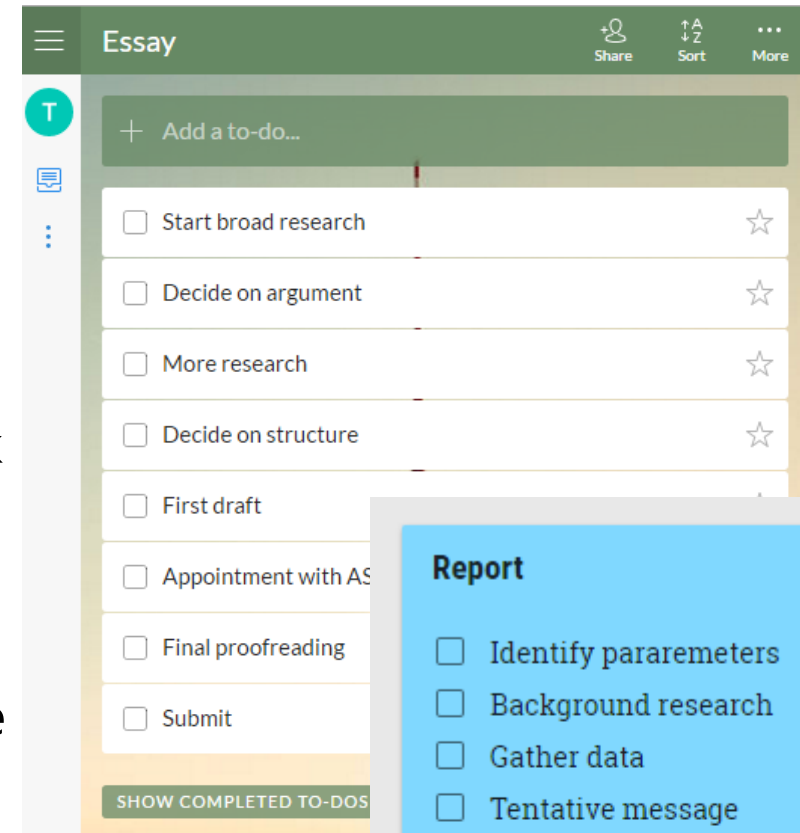 Essay
Share
Sort
More
T
Add a to-do...
Start broad research
Decide on argument
More research
Decide on structure
First draft
Appointment with AS
Final proofreading
Submit
SHOW COMPLETED TO-DOS
Report
Identify pararemeters
Background research
Gather data
Tentative message